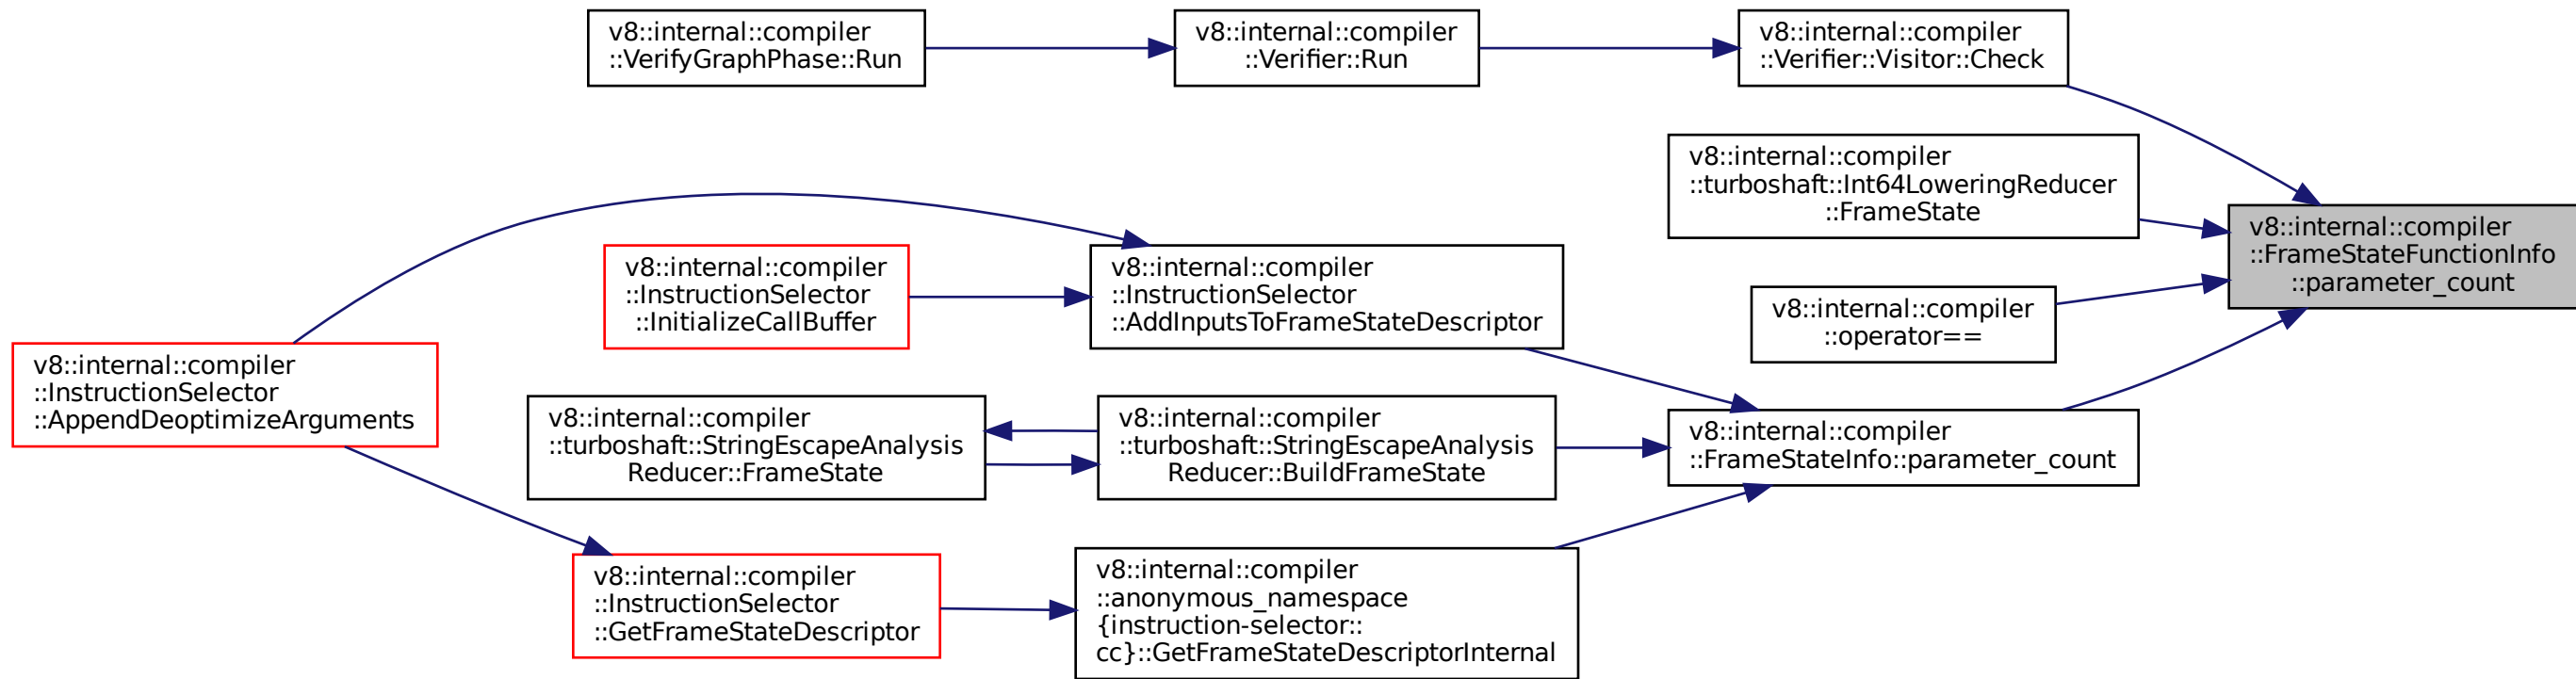 v8::internal::compiler
::VerifyGraphPhase::Run
v8::internal::compiler
::Verifier::Run
v8::internal::compiler
::Verifier::Visitor::Check
v8::internal::compiler
::turboshaft::Int64LoweringReducer
::FrameState
v8::internal::compiler
::FrameStateFunctionInfo
::parameter_count
v8::internal::compiler
::InstructionSelector
::InitializeCallBuffer
v8::internal::compiler
::InstructionSelector
::AddInputsToFrameStateDescriptor
v8::internal::compiler
::operator==
v8::internal::compiler
::InstructionSelector
::AppendDeoptimizeArguments
v8::internal::compiler
::turboshaft::StringEscapeAnalysis
Reducer::FrameState
v8::internal::compiler
::turboshaft::StringEscapeAnalysis
Reducer::BuildFrameState
v8::internal::compiler
::FrameStateInfo::parameter_count
v8::internal::compiler
::InstructionSelector
::GetFrameStateDescriptor
v8::internal::compiler
::anonymous_namespace
{instruction-selector::
cc}::GetFrameStateDescriptorInternal